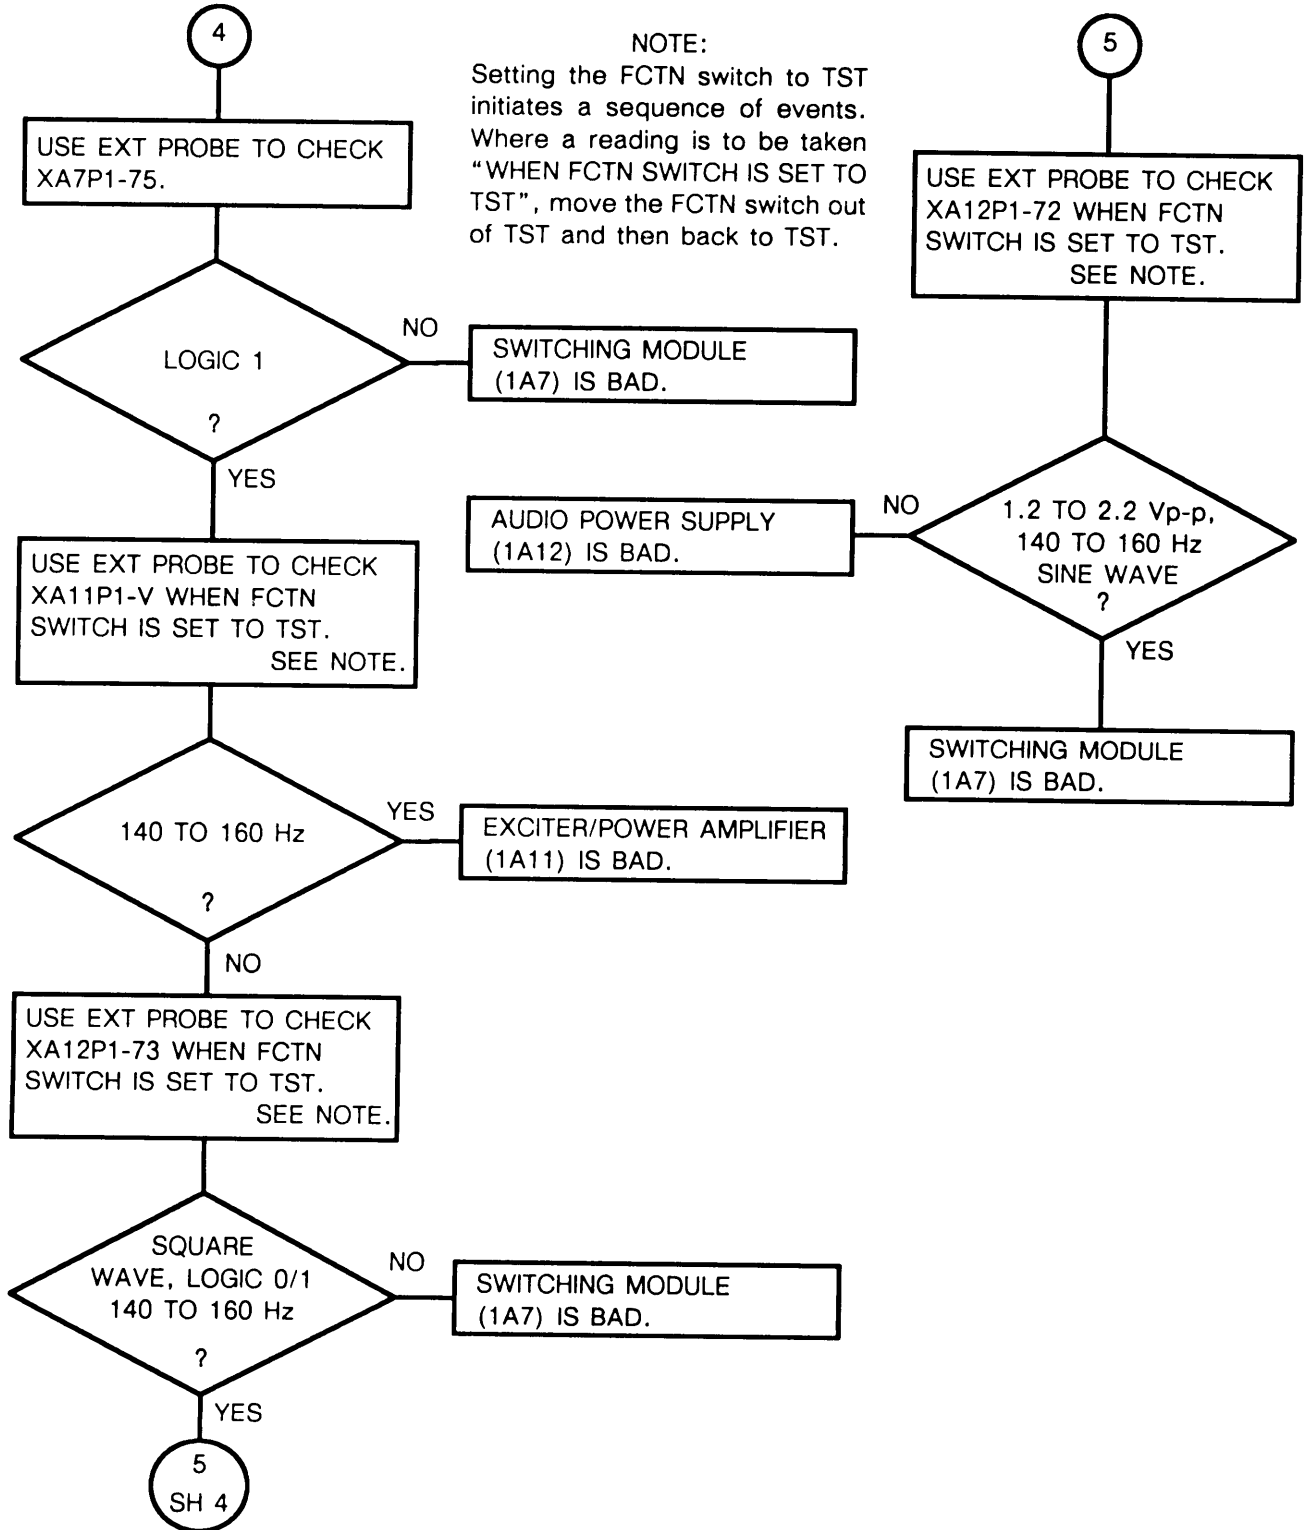 4
USE EXT PROBE TO CHECK
XA7P1-75.
LOGIC 1
?
NO
SWITCHING MODULE
(1A7) IS BAD.
YES
USE EXT PROBE TO CHECK
XA11P1-V WHEN FCTN
SWITCH IS SET TO TST.
SEE NOTE.
140 TO 160 Hz
?
YES
EXCITER/POWER AMPLIFIER
(1A11) IS BAD.
NO
USE EXT PROBE TO CHECK
XA12P1-73 WHEN FCTN
SWITCH IS SET TO TST.
SEE NOTE.
SQUARE
WAVE, LOGIC 0/1
140 TO 160 Hz
?
NO
SWITCHING MODULE
(1A7) IS BAD.
YES
5
SH 4
NOTE:
Setting the FCTN switch to TST
initiates a sequence of events.
Where a reading is to be taken
“WHEN FCTN SWITCH IS SET TO
TST”, move the FCTN switch out
of TST and then back to TST.
5
USE EXT PROBE TO CHECK
XA12P1-72 WHEN FCTN
SWITCH IS SET TO TST.
SEE NOTE.
1.2 TO 2.2 Vp-p,
140 TO 160 Hz
SINE WAVE
?
NO
AUDIO POWER SUPPLY
(1A12) IS BAD.
YES
SWITCHING MODULE
(1A7) IS BAD.